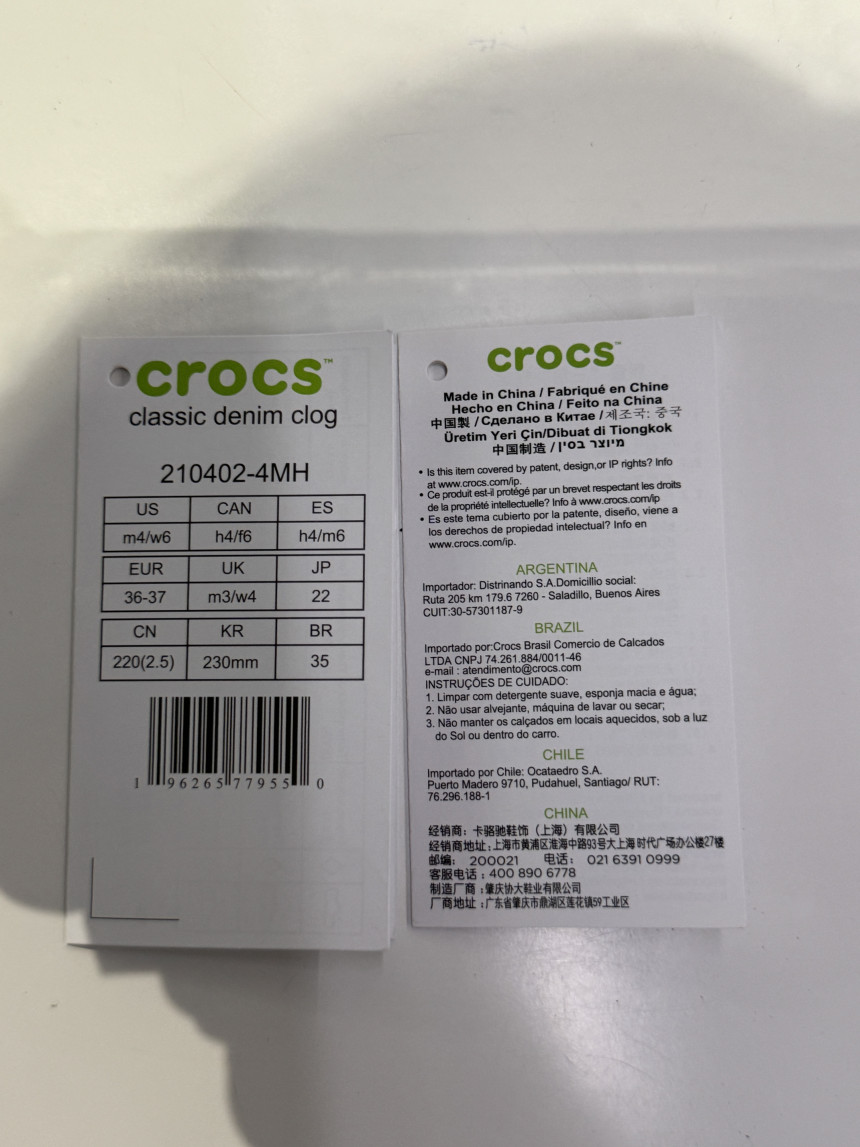 crocs™
classic denim clog
210402-4MH
US CAN ES
m4/w6 h4/f6 h4/m6
EUR UK JP
36-37 m3/w4 22
CN KR BR
220(2.5) 230mm 35
1 96265 77955 0
crocs™
Made in China / Fabriqué en Chine
Hecho en China / Feito na China
中国製 / Сделано в Китае / 제조국: 중국
Üretim Yeri Çin/Dibuat di Tiongkok
中国制造 / מיוצר בסין
• Is this item covered by patent, design,or IP rights? Info
at www.crocs.com/ip.
• Ce produit est-il protégé par un brevet respectant les droits
de la propriété intellectuelle? Info à www.crocs.com/ip
• Es este tema cubierto por la patente, diseño, viene a
los derechos de propiedad intelectual? Info en
www.crocs.com/ip.
ARGENTINA
Importador: Distrinando S.A.Domicillio social:
Ruta 205 km 179.6 7260 - Saladillo, Buenos Aires
CUIT:30-57301187-9
BRAZIL
Importado por:Crocs Brasil Comercio de Calcados
LTDA CNPJ 74.261.884/0011-46
e-mail : atendimento@crocs.com
INSTRUÇÕES DE CUIDADO:
1. Limpar com detergente suave, esponja macia e água;
2. Não usar alvejante, máquina de lavar ou secar;
3. Não manter os calçados em locais aquecidos, sob a luz
do Sol ou dentro do carro.
CHILE
Importado por Chile: Ocataedro S.A.
Puerto Madero 9710, Pudahuel, Santiago/ RUT:
76.296.188-1
CHINA
经销商：卡骆驰鞋饰（上海）有限公司
经销商地址：上海市黄浦区淮海中路93号大上海时代广场办公楼27楼
邮编： 200021 电话： 021 6391 0999
客服电话：400 890 6778
制造厂商：肇庆协大鞋业有限公司
厂商地址：广东省肇庆市鼎湖区莲花镇59工业区